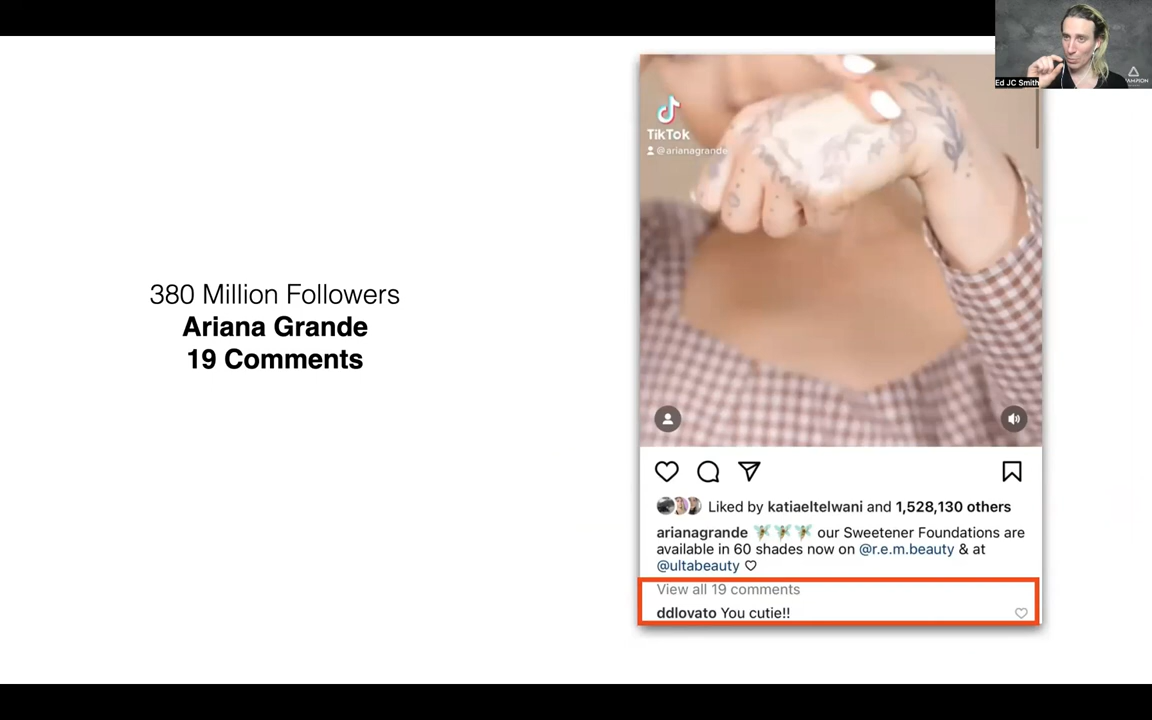 380 Million Followers
Ariana Grande
19 Comments
TikTok
@arianagrande
Liked by katiaeltelwani and 1,528,130 others
arianagrande 🧚🧚🧚 our Sweetener Foundations are
available in 60 shades now on @r.e.m.beauty & at
@ultabeauty ♡
View all 19 comments
ddlovato You cutie!!
Ed JC Smith